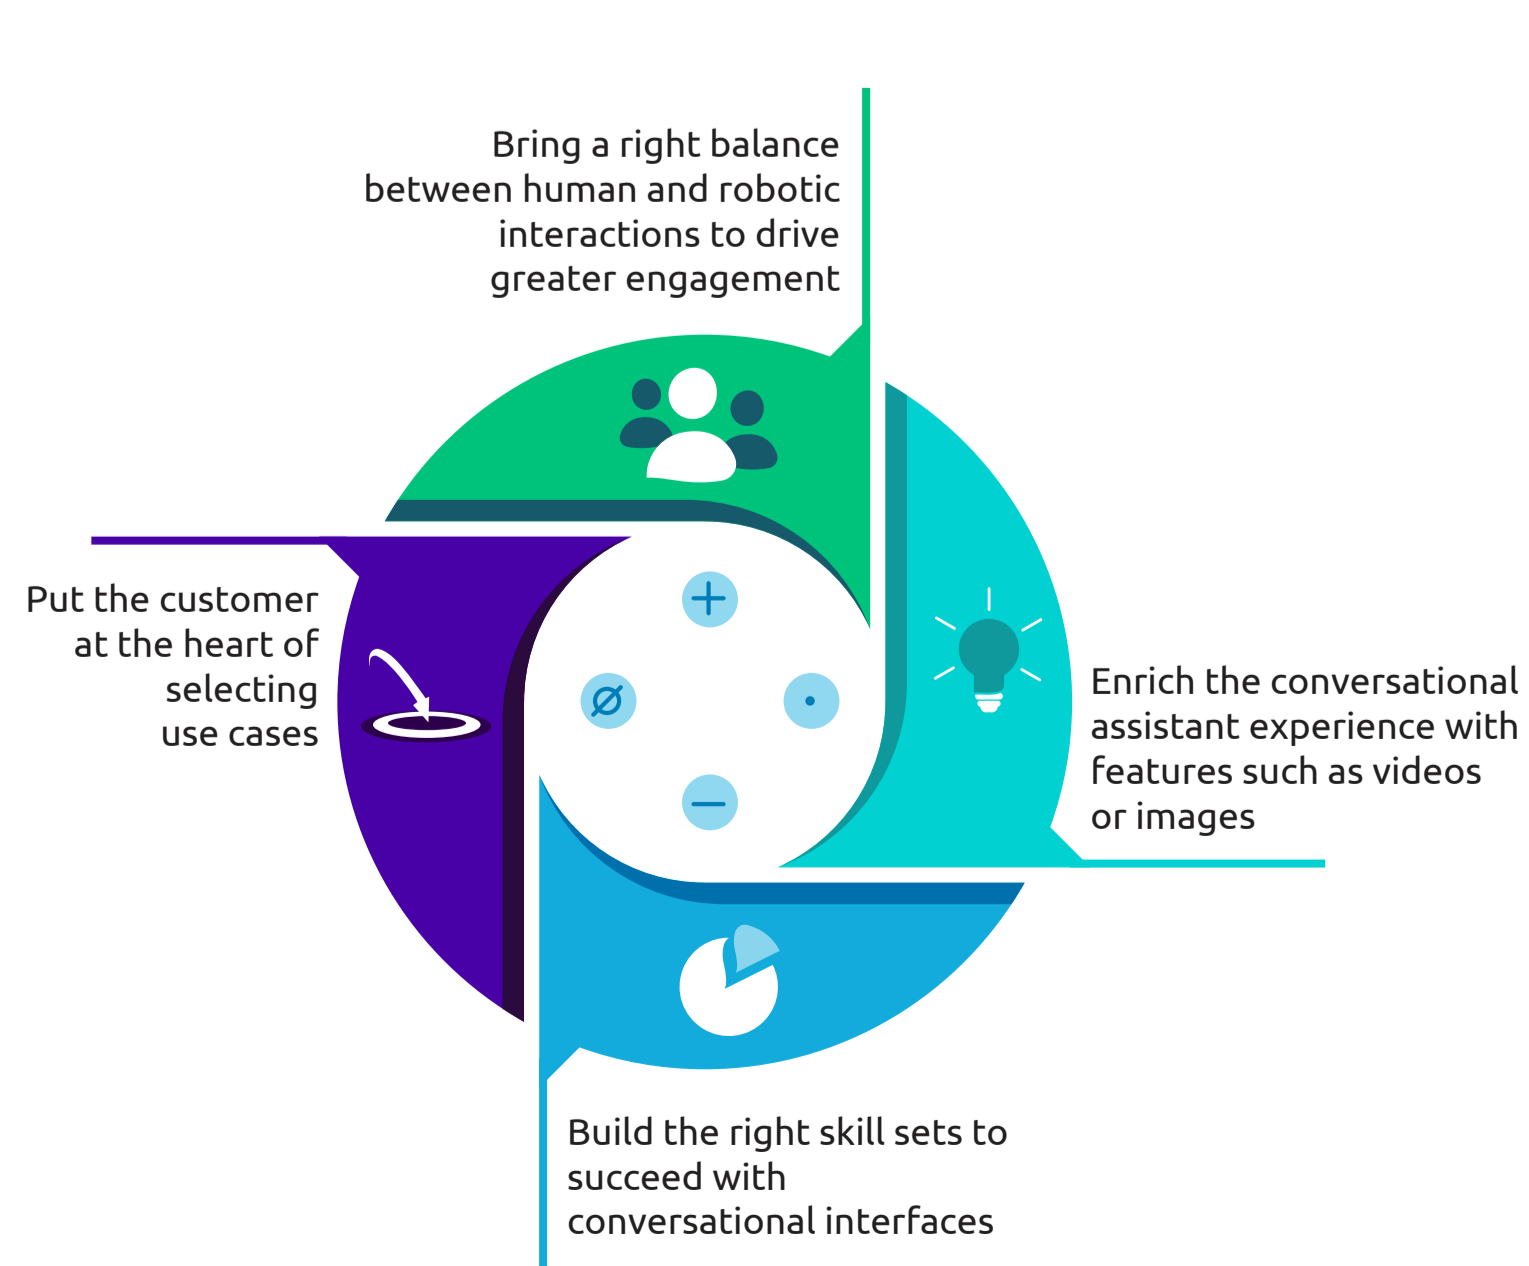 Bring a right balance
between human and robotic
interactions to drive
greater engagement
Put the customer
at the heart of
selecting
use cases
Enrich the conversational
assistant experience with
features such as videos
or images
Build the right skill sets to
succeed with
conversational interfaces